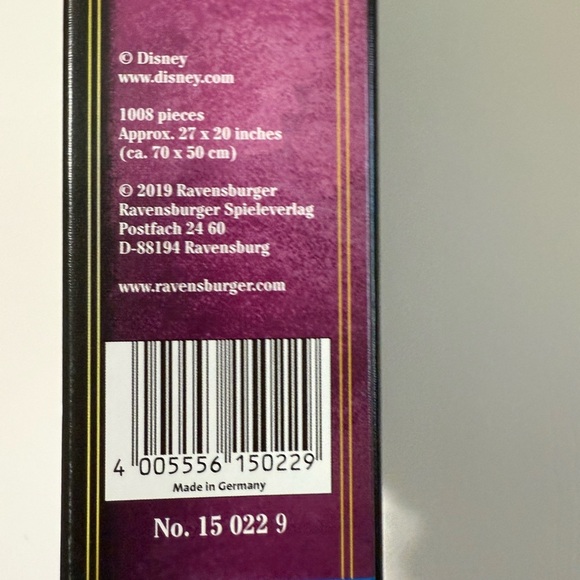 © Disney
www.disney.com
1008 pieces
Approx. 27 x 20 inches
(ca. 70 x 50 cm)
© 2019 Ravensburger
Ravensburger Spieleverlag
Postfach 24 60
D-88194 Ravensburg
www.ravensburger.com
4 005556 150229
Made in Germany
No. 15 022 9